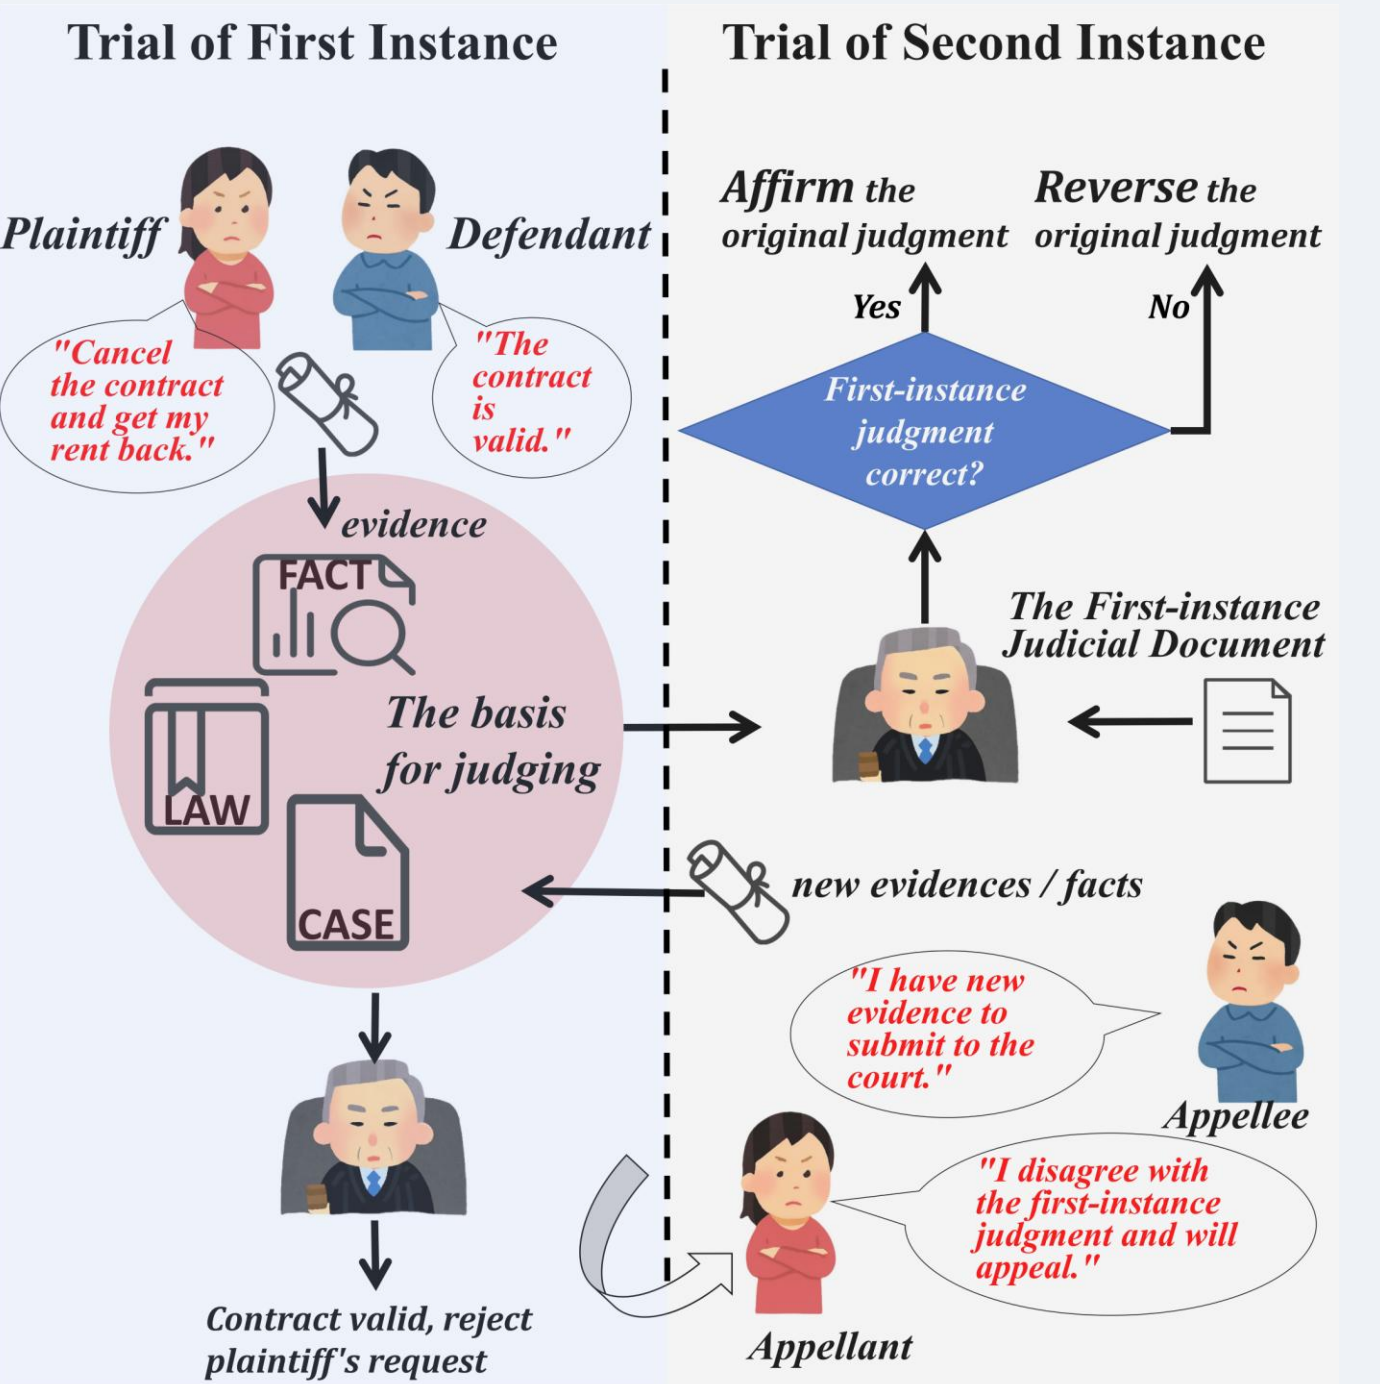 Trial of First Instance
Plaintiff
Defendant
"Cancel
the contract
and get my
rent back."
"The
contract
is
valid."
evidence
FACT
LAW
CASE
The basis
for judging
Contract valid, reject
plaintiff's request
Trial of Second Instance
Affirm the
original judgment
Reverse the
original judgment
Yes
No
First-instance
judgment
correct?
The First-instance
Judicial Document
new evidences / facts
"I have new
evidence to
submit to the
court."
Appellee
"I disagree with
the first-instance
judgment and will
appeal."
Appellant